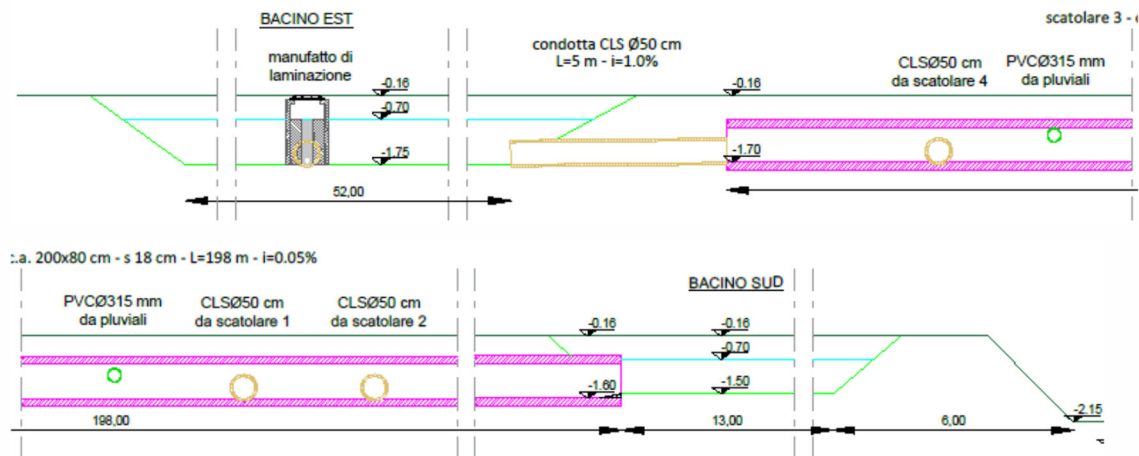 BACINO EST
scatolare 3 -
manufatto di
laminazione
condotta CLS Ø50 cm
L=5 m - i=1.0%
CLSØ50 cm
da scatolare 4
PVCØ315 mm
da pluviali
-0.16
-0.70
-1.75
-0.16
-1.70
52,00
c.a. 200x80 cm - s 18 cm - L=198 m - i=0.05%
PVCØ315 mm
da pluviali
CLSØ50 cm
da scatolare 1
CLSØ50 cm
da scatolare 2
BACINO SUD
-0.16
-0.16
-0.70
-1.60
-1.50
-2.15
198,00
13,00
6,00